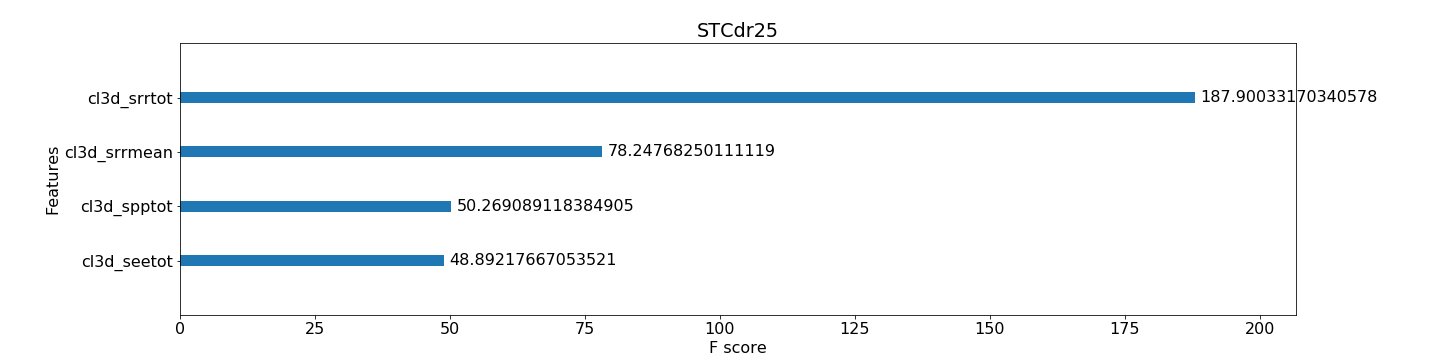 STCdr25
cl3d_srrtot
187.90033170340578
cl3d_srrmean
78.24768250111119
cl3d_spptot
50.269089118384905
cl3d_seetot
48.89217667053521
Features
0 25 50 75 100 125 150 175 200
F score